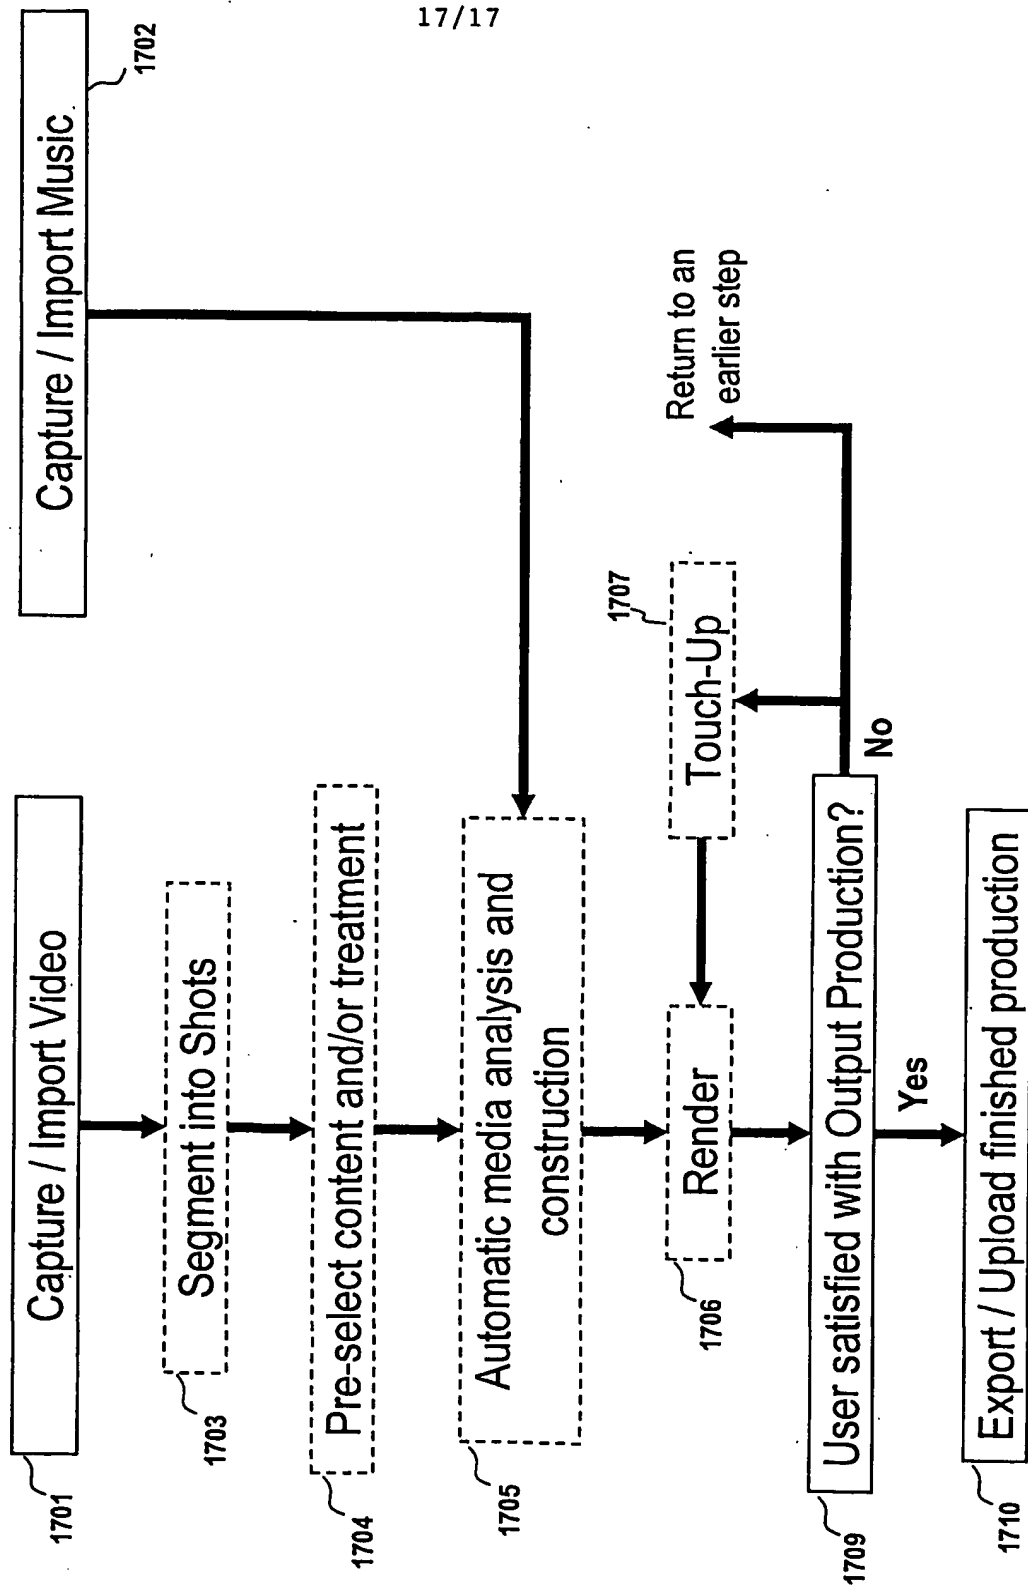 17/17
Capture / Import Video
1701
Capture / Import Music
1702
Segment into Shots
1703
Pre-select content and/or treatment
1704
Automatic media analysis and
construction
1705
Render
1706
Touch-Up
1707
Return to an
earlier step
User satisfied with Output Production?
1709
No
Yes
Export / Upload finished production
1710